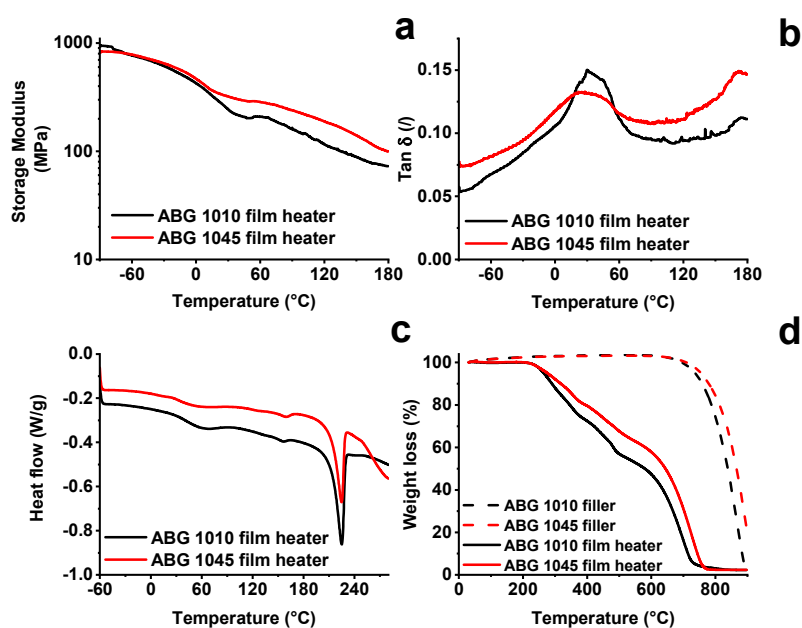 a
1000
100
10
Storage Modulus
(MPa)
ABG 1010 film heater
ABG 1045 film heater
-60 0 60 120 180
Temperature (°C)
b
0.15
0.10
0.05
0.00
Tan δ (/)
ABG 1010 film heater
ABG 1045 film heater
-60 0 60 120 180
Temperature (°C)
c
0.0
-0.2
-0.4
-0.6
-0.8
-1.0
Heat flow (W/g)
ABG 1010 film heater
ABG 1045 film heater
-60 0 60 120 180 240
Temperature (°C)
d
100
80
60
40
20
0
Weight loss (%)
ABG 1010 filler
ABG 1045 filler
ABG 1010 film heater
ABG 1045 film heater
0 200 400 600 800
Temperature (°C)